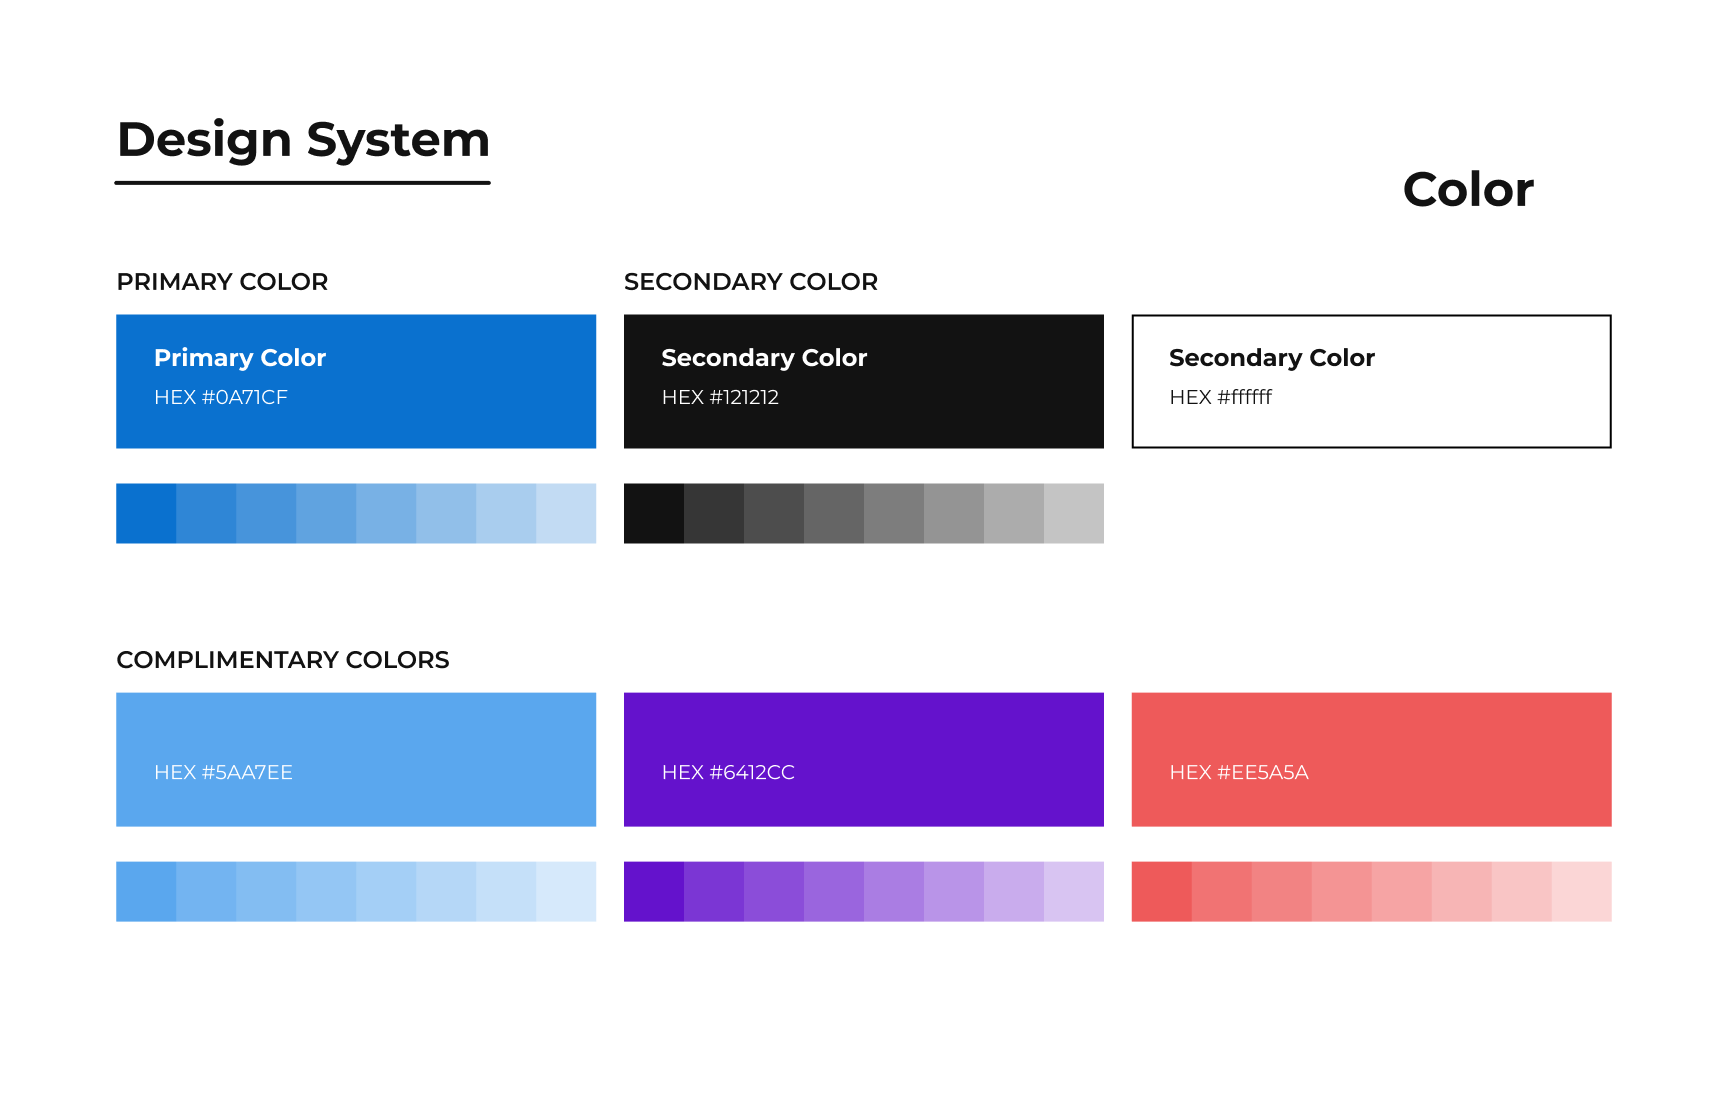 Design System
Color
PRIMARY COLOR
SECONDARY COLOR
Primary Color
HEX #0A71CF
Secondary Color
HEX #121212
Secondary Color
HEX #ffffff
COMPLIMENTARY COLORS
HEX #5AA7EE
HEX #6412CC
HEX #EE5A5A